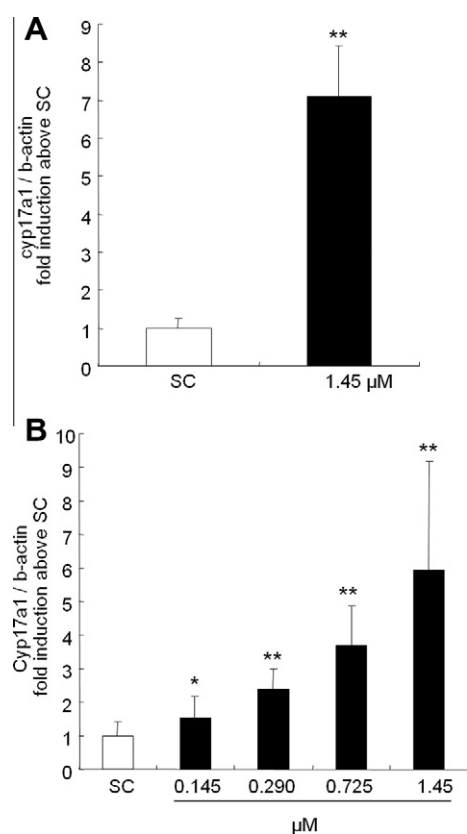 A
cyp17a1 / b-actin
fold induction above SC
9
8
7
6
5
4
3
2
1
0
**
SC
1.45 µM
B
Cyp17a1 / b-actin
fold induction above SC
10
9
8
7
6
5
4
3
2
1
0
*
**
**
**
SC 0.145 0.290 0.725 1.45
µM